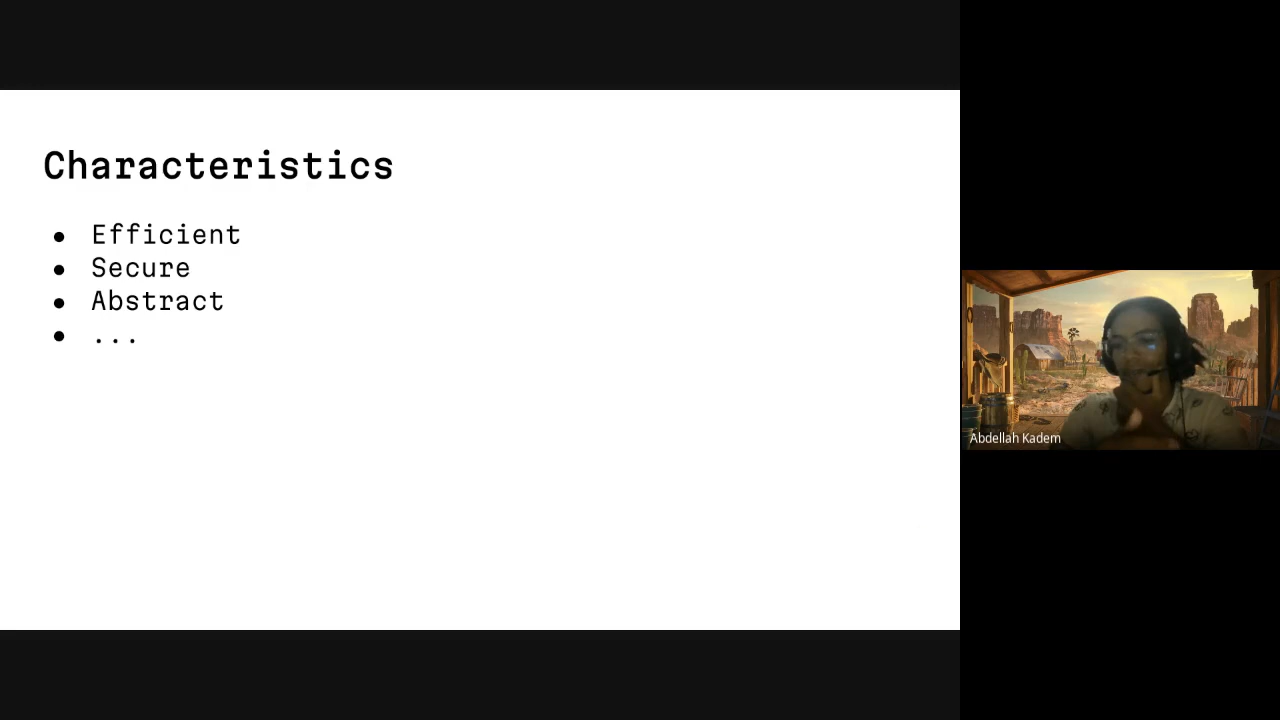 Characteristics
● Efficient
● Secure
● Abstract
● ...
Abdellah Kadem